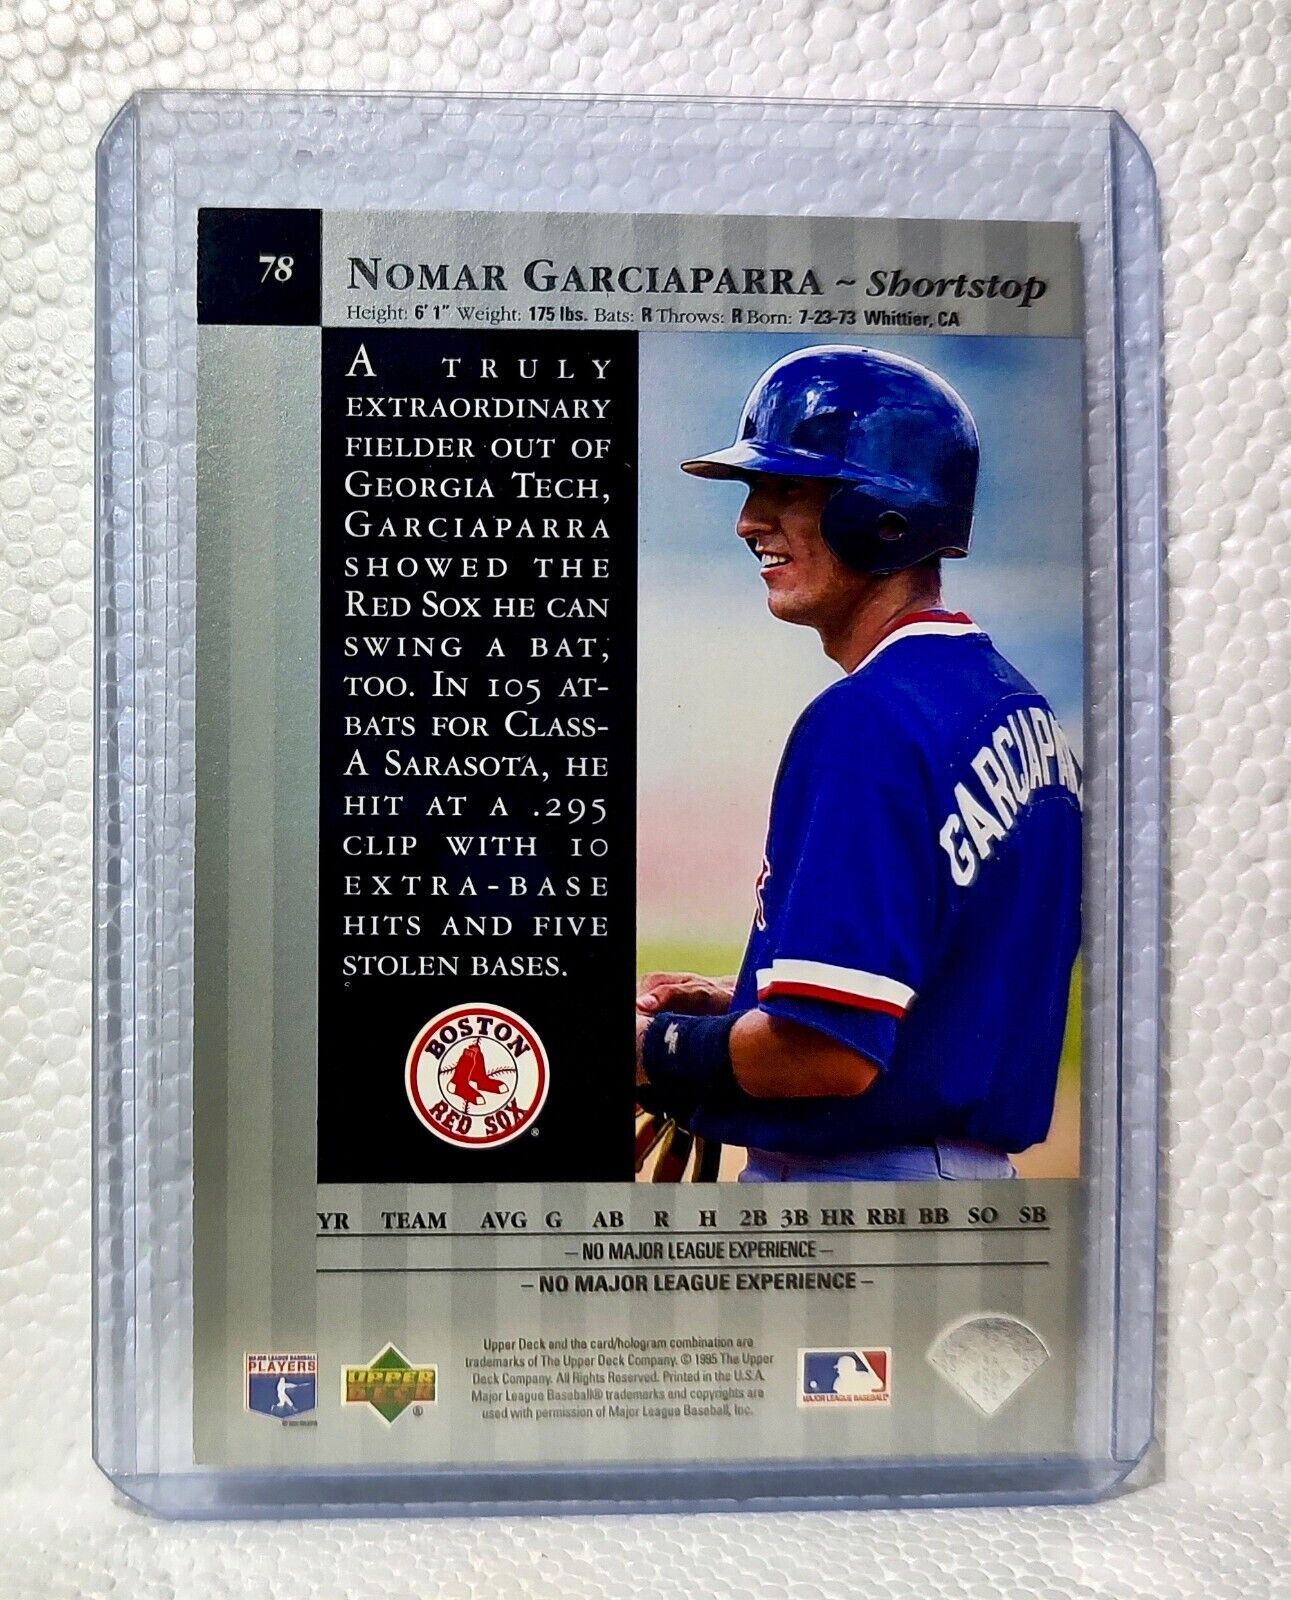 78
NOMAR GARCIAPARRA ~ Shortstop
Height: 6' 1" Weight: 175 lbs. Bats: R Throws: R Born: 7-23-73 Whittier, CA
A TRULY
EXTRAORDINARY
FIELDER OUT OF
GEORGIA TECH,
GARCIAPARRA
SHOWED THE
RED SOX HE CAN
SWING A BAT,
TOO. IN 105 AT-
BATS FOR CLASS-
A SARASOTA, HE
HIT AT A .295
CLIP WITH 10
EXTRA-BASE
HITS AND FIVE
STOLEN BASES.
GARCIAPA
BOSTON
RED SOX
®
YR TEAM AVG G AB R H 2B 3B HR RBI BB SO SB
– NO MAJOR LEAGUE EXPERIENCE –
– NO MAJOR LEAGUE EXPERIENCE –
MAJOR LEAGUE BASEBALL
PLAYERS
UPPER
DECK
®
Upper Deck and the card/hologram combination are
trademarks of The Upper Deck Company. © 1995 The Upper
Deck Company. All Rights Reserved. Printed in the U.S.A.
Major League Baseball® trademarks and copyrights are
used with permission of Major League Baseball, Inc.
MAJOR LEAGUE BASEBALL